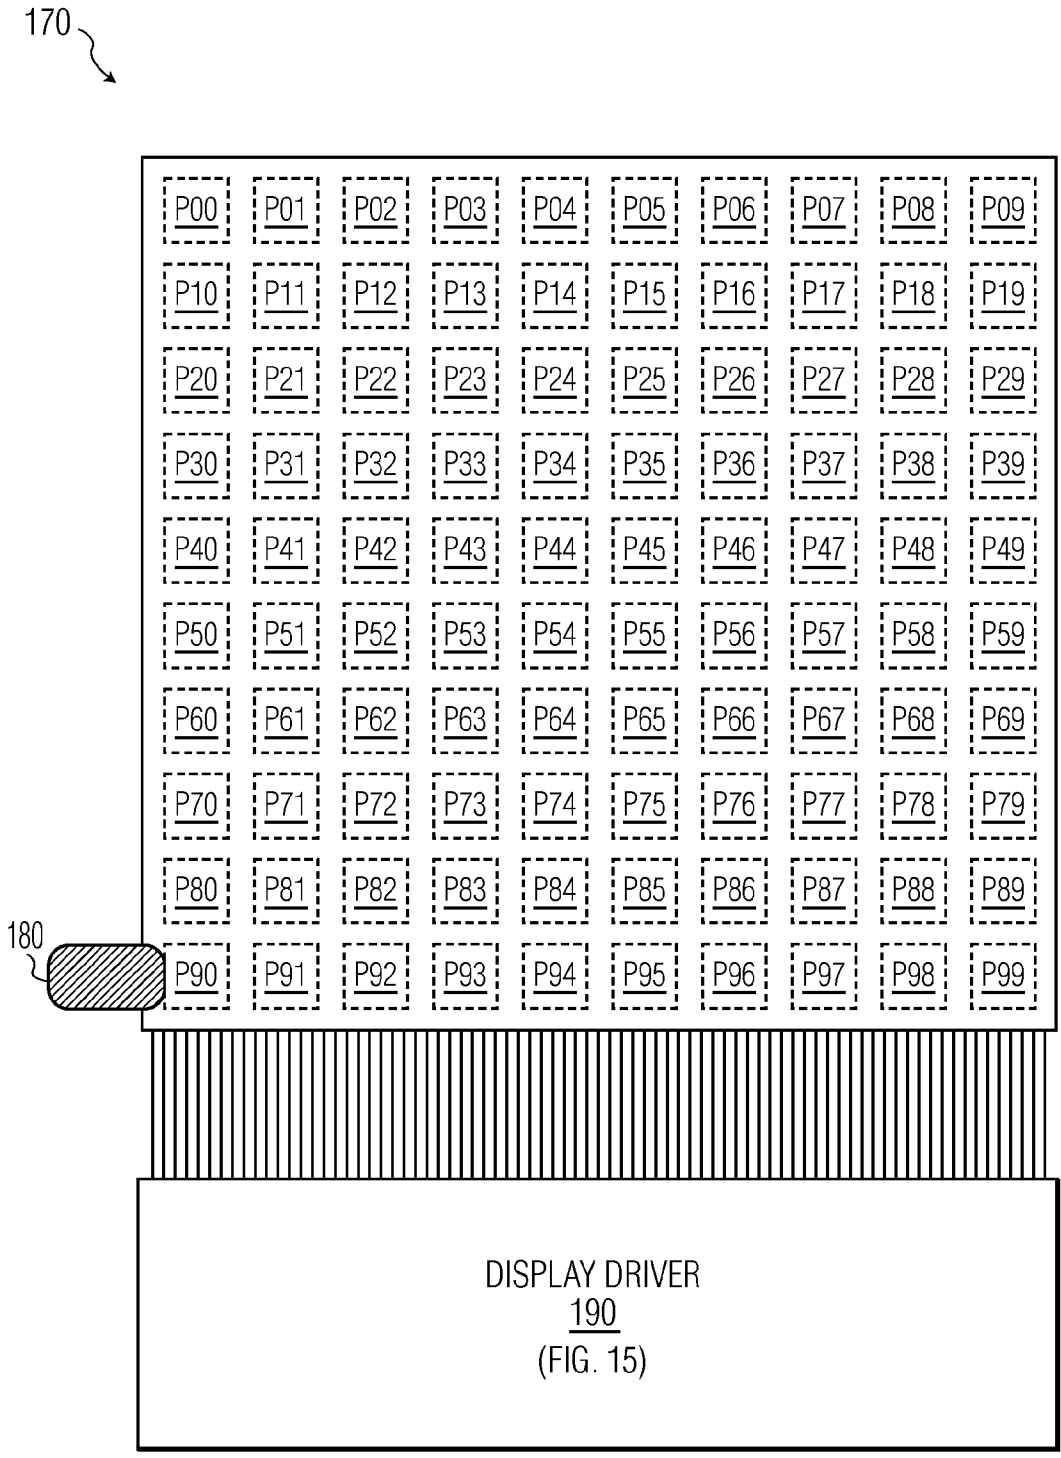 170
P00 P01 P02 P03 P04 P05 P06 P07 P08 P09
P10 P11 P12 P13 P14 P15 P16 P17 P18 P19
P20 P21 P22 P23 P24 P25 P26 P27 P28 P29
P30 P31 P32 P33 P34 P35 P36 P37 P38 P39
P40 P41 P42 P43 P44 P45 P46 P47 P48 P49
P50 P51 P52 P53 P54 P55 P56 P57 P58 P59
P60 P61 P62 P63 P64 P65 P66 P67 P68 P69
P70 P71 P72 P73 P74 P75 P76 P77 P78 P79
P80 P81 P82 P83 P84 P85 P86 P87 P88 P89
180
P90 P91 P92 P93 P94 P95 P96 P97 P98 P99
DISPLAY DRIVER
190
(FIG. 15)